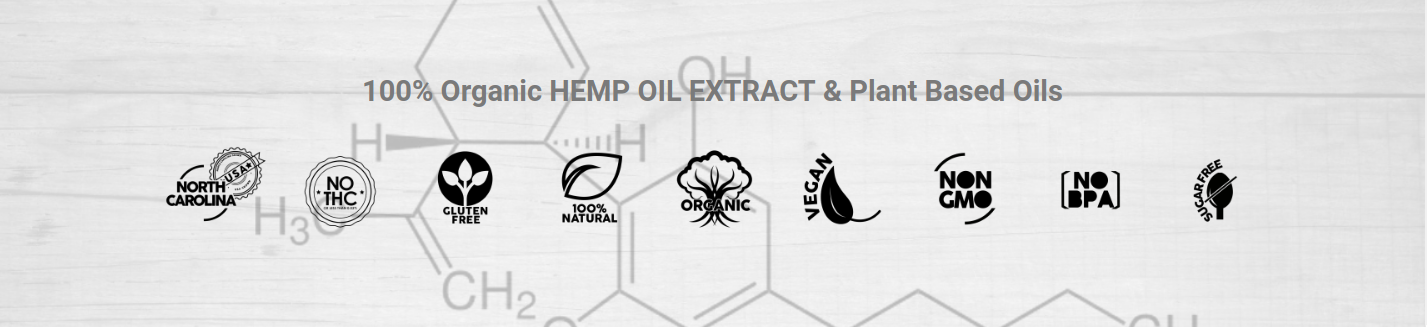 100% Organic HEMP OIL EXTRACT & Plant Based Oils
NORTH
CAROLINA
USA
NO
THC
GLUTEN
FREE
100%
NATURAL
ORGANIC
VEGAN
NON
GMO
NO
BPA
SUGAR FREE
OH
H
H
H3C
CH2
O
CH